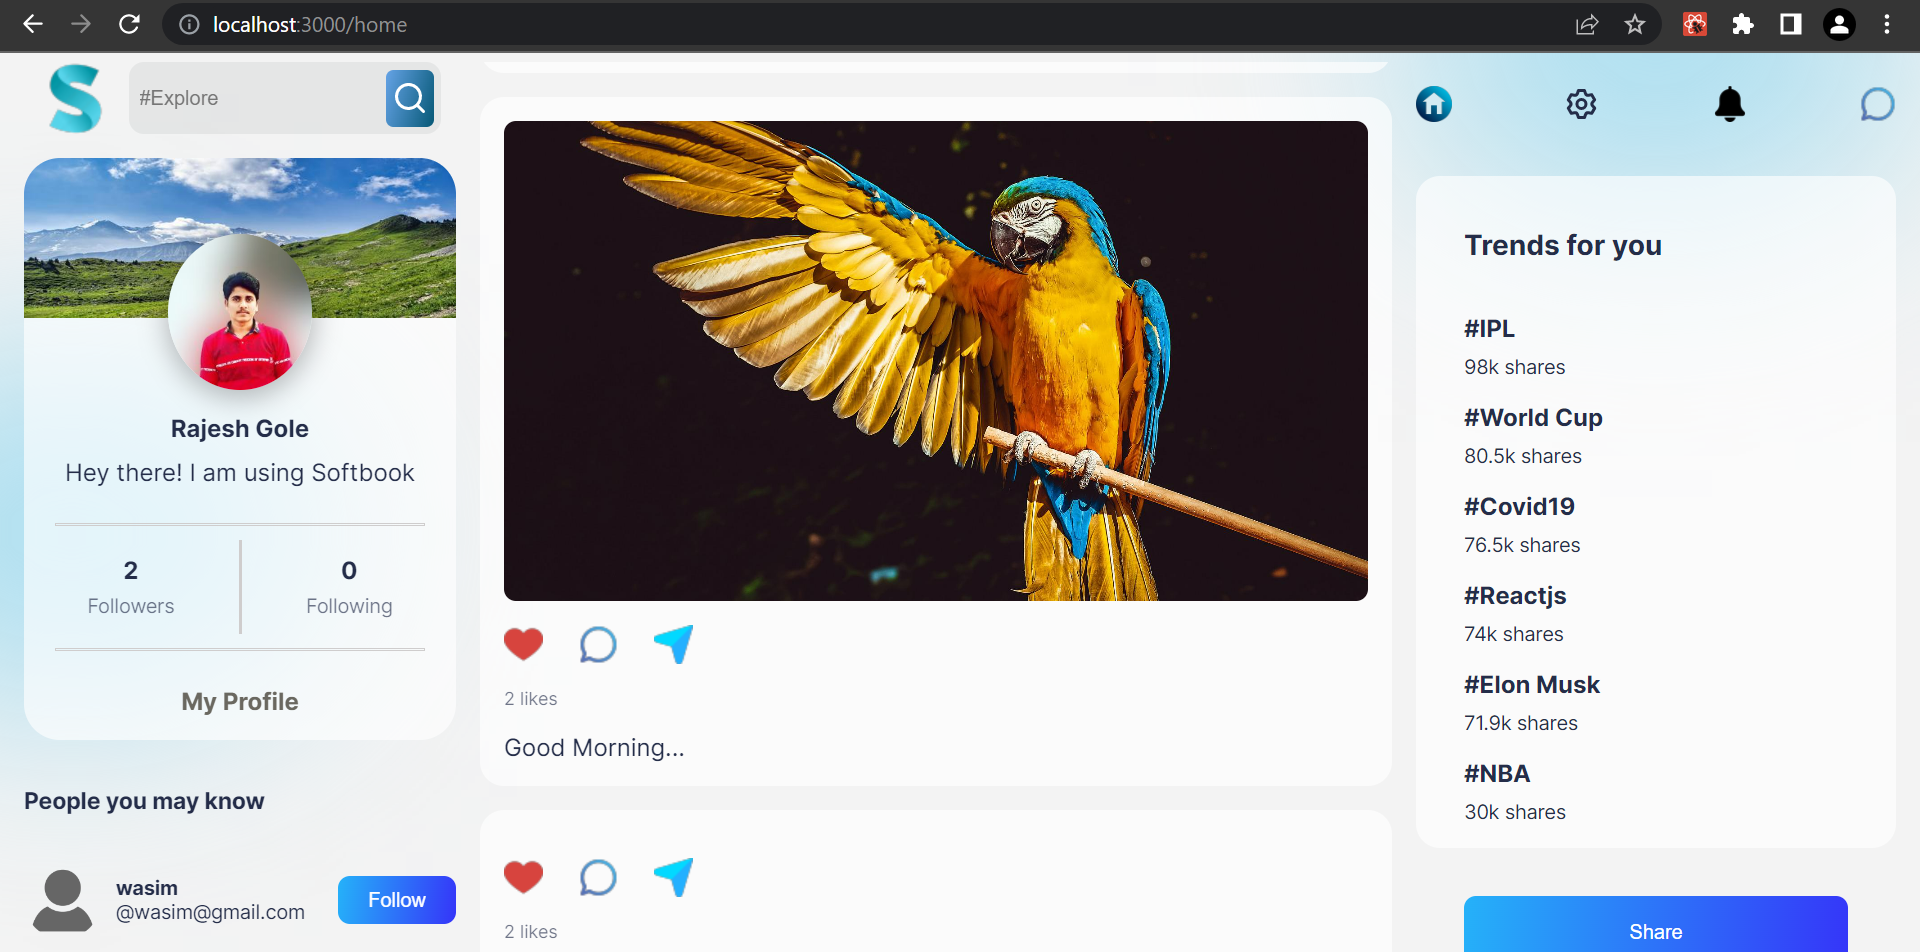 localhost:3000/home
S
#Explore
Rajesh Gole
Hey there! I am using Softbook
2
Followers
0
Following
My Profile
People you may know
wasim
@wasim@gmail.com
Follow
2 likes
Good Morning...
2 likes
Trends for you
#IPL
98k shares
#World Cup
80.5k shares
#Covid19
76.5k shares
#Reactjs
74k shares
#Elon Musk
71.9k shares
#NBA
30k shares
Share